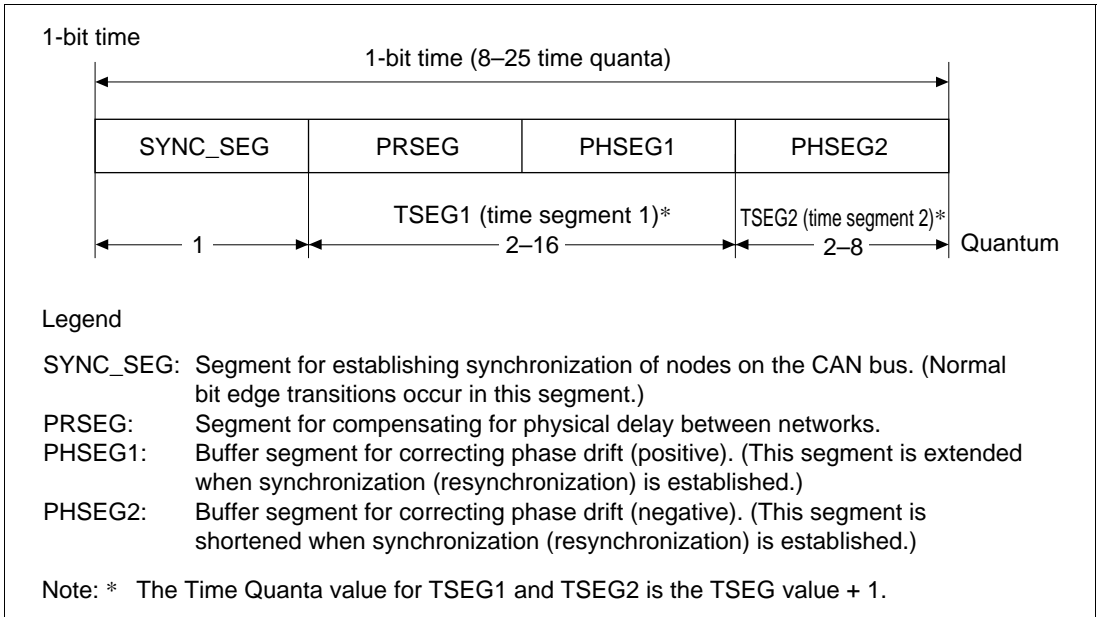 1-bit time
1-bit time (8–25 time quanta)
SYNC_SEG PRSEG PHSEG1 PHSEG2
TSEG1 (time segment 1)* TSEG2 (time segment 2)*
1 2–16 2–8 Quantum
Legend
SYNC_SEG: Segment for establishing synchronization of nodes on the CAN bus. (Normal
bit edge transitions occur in this segment.)
PRSEG: Segment for compensating for physical delay between networks.
PHSEG1: Buffer segment for correcting phase drift (positive). (This segment is extended
when synchronization (resynchronization) is established.)
PHSEG2: Buffer segment for correcting phase drift (negative). (This segment is
shortened when synchronization (resynchronization) is established.)
Note: * The Time Quanta value for TSEG1 and TSEG2 is the TSEG value + 1.